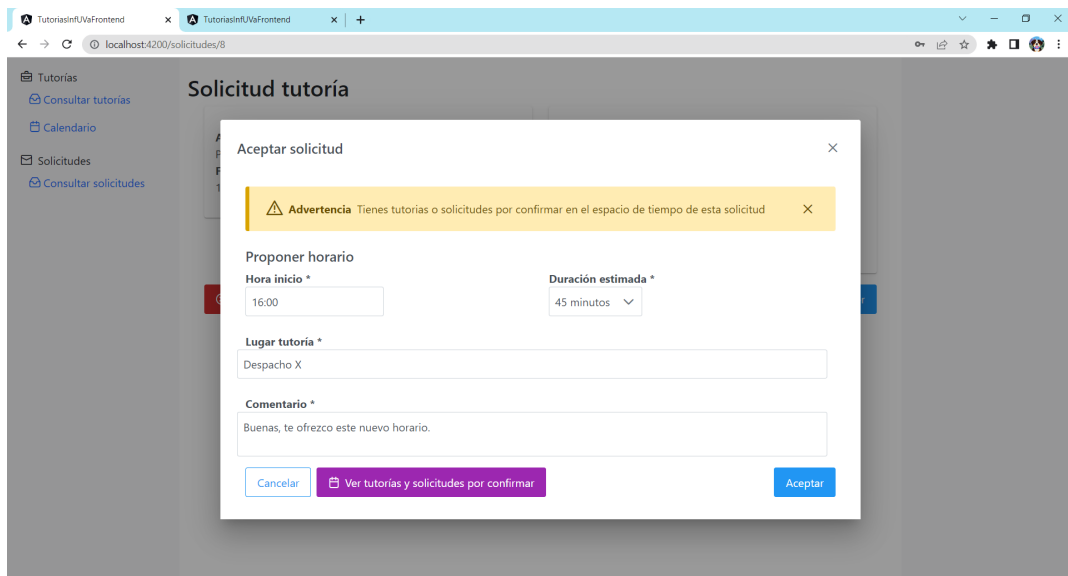 TutoriasInfUVaFrontend
TutoriasInfUVaFrontend
localhost:4200/solicitudes/8
Tutorías
Consultar tutorías
Calendario
Solicitudes
Consultar solicitudes
Solicitud tutoría
Aceptar solicitud
Advertencia Tienes tutorias o solicitudes por confirmar en el espacio de tiempo de esta solicitud
Proponer horario
Hora inicio *
Duración estimada *
16:00
45 minutos
Lugar tutoría *
Despacho X
Comentario *
Buenas, te ofrezco este nuevo horario.
Cancelar
Ver tutorías y solicitudes por confirmar
Aceptar